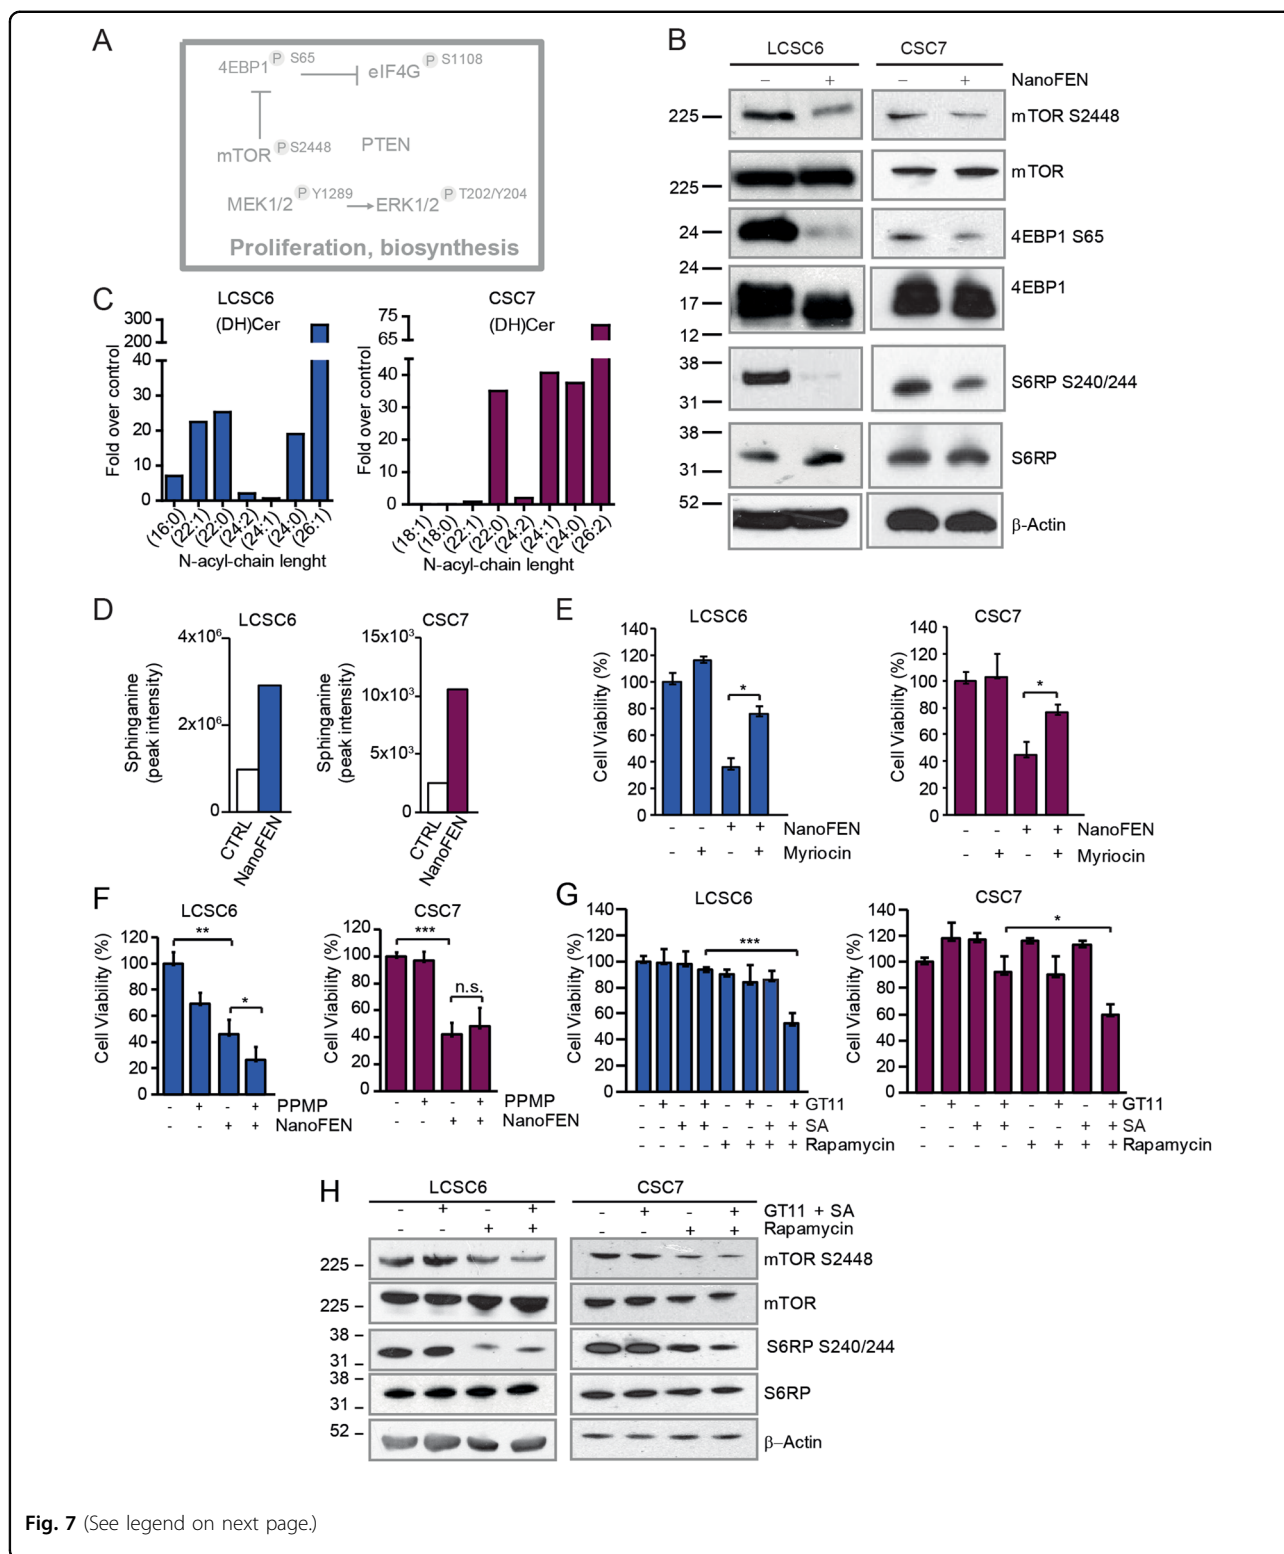 A
4EBP1 P S65
eIF4G P S1108
mTOR P S2448
PTEN
MEK1/2 P Y1289
ERK1/2 P T202/Y204
Proliferation, biosynthesis
B
LCSC6 CSC7
– + – + NanoFEN
225 mTOR S2448
225 mTOR
24 4EBP1 S65
24
17
12
4EBP1
38
31
S6RP S240/244
38
31
S6RP
52
β-Actin
C
LCSC6
(DH)Cer
Fold over control
300
200
40
30
20
10
0
(16:0) (22:1) (22:0) (24:2) (24:1) (24:0) (26:1)
N-acyl-chain lenght
CSC7
(DH)Cer
Fold over control
75
65
40
30
20
10
0
(18:1) (18:0) (22:1) (22:0) (24:2) (24:1) (24:0) (26:2)
N-acyl-chain lenght
D
LCSC6
Sphinganine
(peak intensity)
4x10⁶
2x10⁶
0
CTRL NanoFEN
CSC7
Sphinganine
(peak intensity)
15x10³
10x10³
5x10³
0
CTRL NanoFEN
E
LCSC6
Cell Viability (%)
140
120
100
80
60
40
20
0
*
- - + + NanoFEN
- + - + Myriocin
CSC7
Cell Viability (%)
140
120
100
80
60
40
20
0
*
- - + + NanoFEN
- + - + Myriocin
F
LCSC6
Cell Viability (%)
120
100
80
60
40
20
0
**
*
- + - + PPMP
- - + + NanoFEN
CSC7
Cell Viability (%)
120
100
80
60
40
20
0
***
n.s.
- + - + PPMP
- - + + NanoFEN
G
LCSC6
Cell Viability (%)
140
120
100
80
60
40
20
0
***
- + - + - + - + GT11
- - + + - - + + SA
- - - - + + + + Rapamycin
CSC7
Cell Viability (%)
140
120
100
80
60
40
20
0
*
- + - + - + - + GT11
- - + + - - + + SA
- - - - + + + + Rapamycin
H
LCSC6 CSC7
- + - + - + - + GT11 + SA
- - + + - - + + Rapamycin
225 – mTOR S2448
225 – mTOR
38 –
31 –
S6RP S240/244
38 –
31 –
S6RP
52 –
β–Actin
Fig. 7 (See legend on next page.)